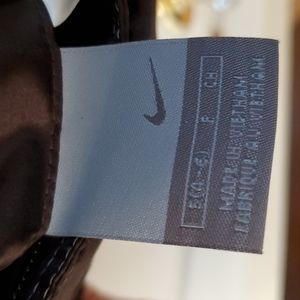 S(4-6) P CH
MADE IN VIETNAM
FABRIQUÉ AU VIETNAM